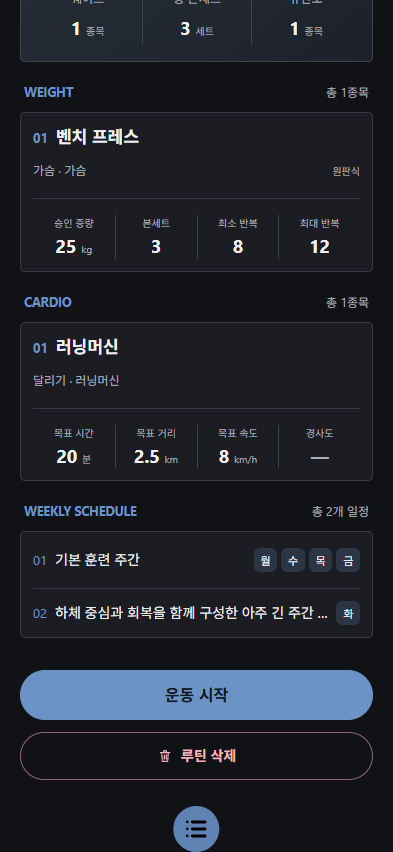 1 종목 3 세트 1 종목
WEIGHT 총 1종목
01 벤치 프레스
가슴 · 가슴 원판식
승인 중량 본세트 최소 반복 최대 반복
25 kg 3 8 12
CARDIO 총 1종목
01 러닝머신
달리기 · 러닝머신
목표 시간 목표 거리 목표 속도 경사도
20 분 2.5 km 8 km/h —
WEEKLY SCHEDULE 총 2개 일정
01 기본 훈련 주간 월 수 목 금
02 하체 중심과 회복을 함께 구성한 아주 긴 주간 ... 화
운동 시작
루틴 삭제